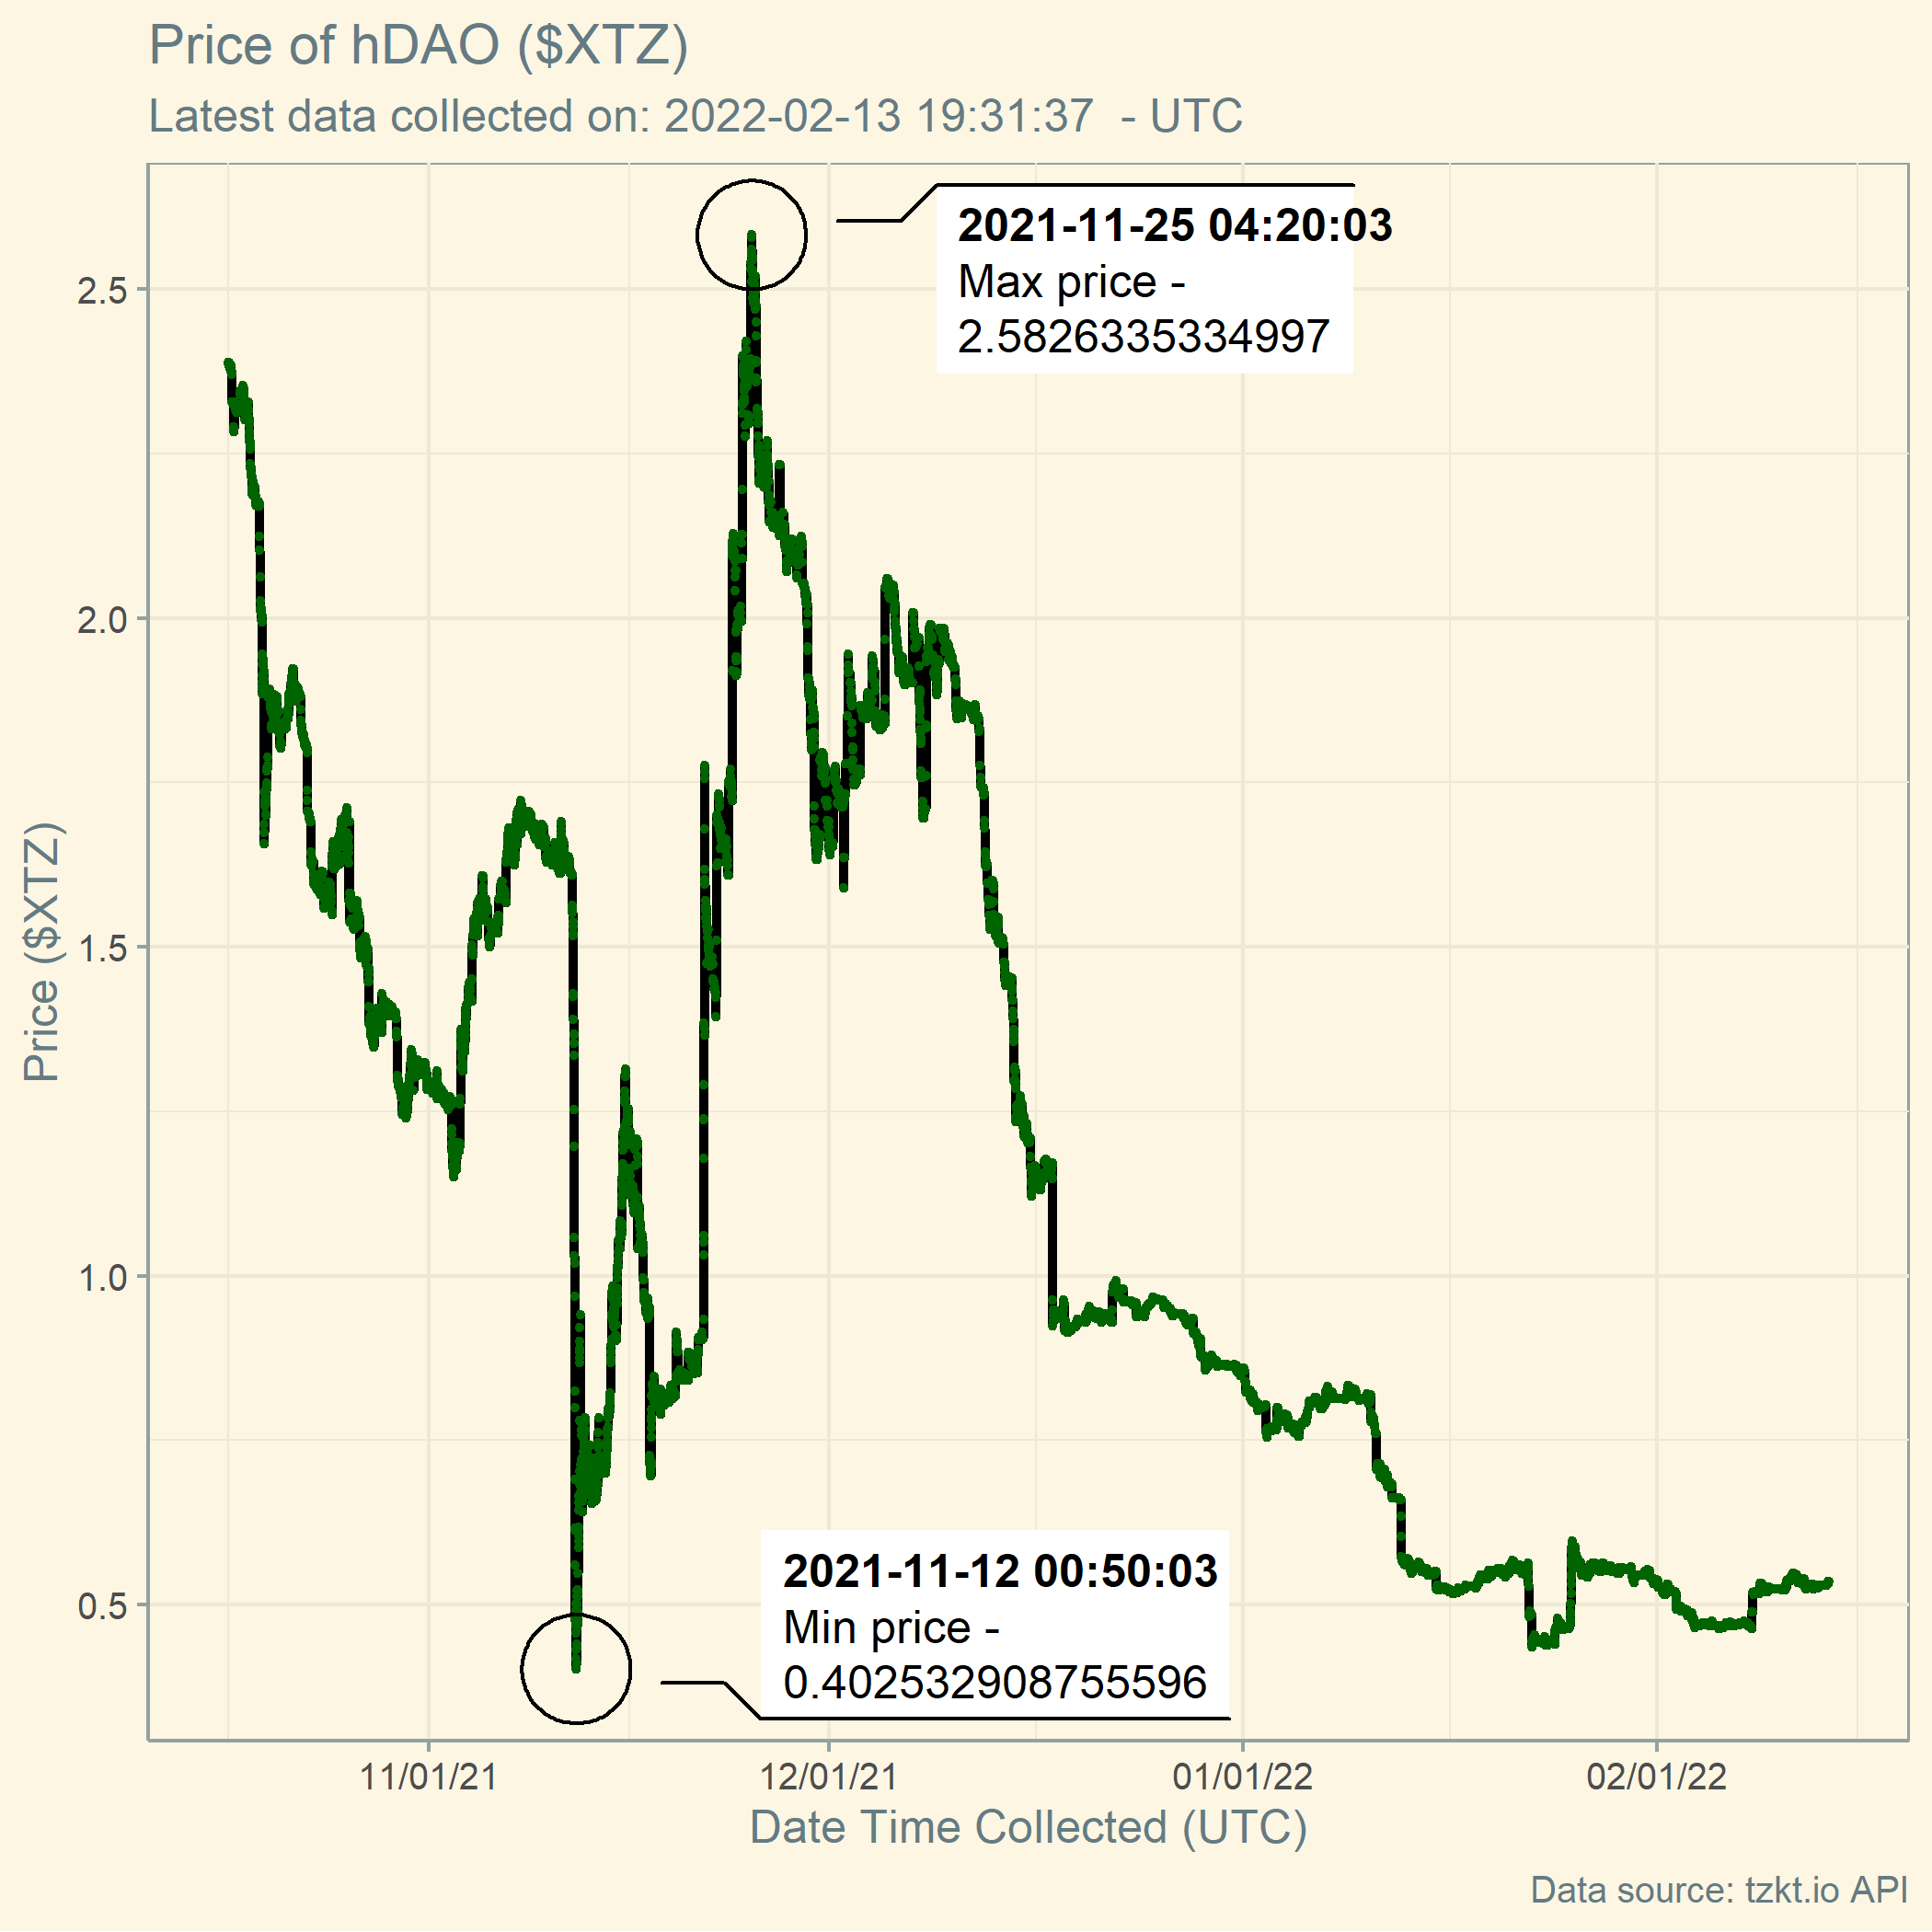 Price of hDAO ($XTZ)
Latest data collected on: 2022-02-13 19:31:37  - UTC
2021-11-25 04:20:03
Max price -
2.5826335334997
2.5
2.0
1.5
1.0
0.5
Price ($XTZ)
2021-11-12 00:50:03
Min price -
0.402532908755596
11/01/21
12/01/21
01/01/22
02/01/22
Date Time Collected (UTC)
Data source: tzkt.io API